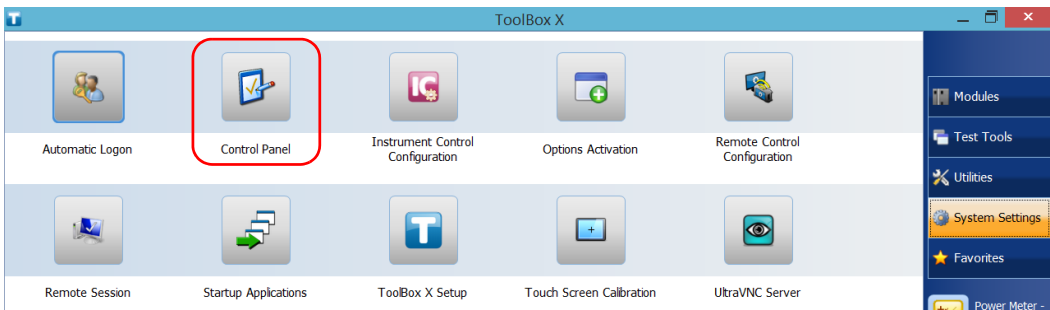 ToolBox X
Automatic Logon
Control Panel
Instrument Control
Configuration
Options Activation
Remote Control
Configuration
Remote Session
Startup Applications
ToolBox X Setup
Touch Screen Calibration
UltraVNC Server
Modules
Test Tools
Utilities
System Settings
Favorites
Power Meter -